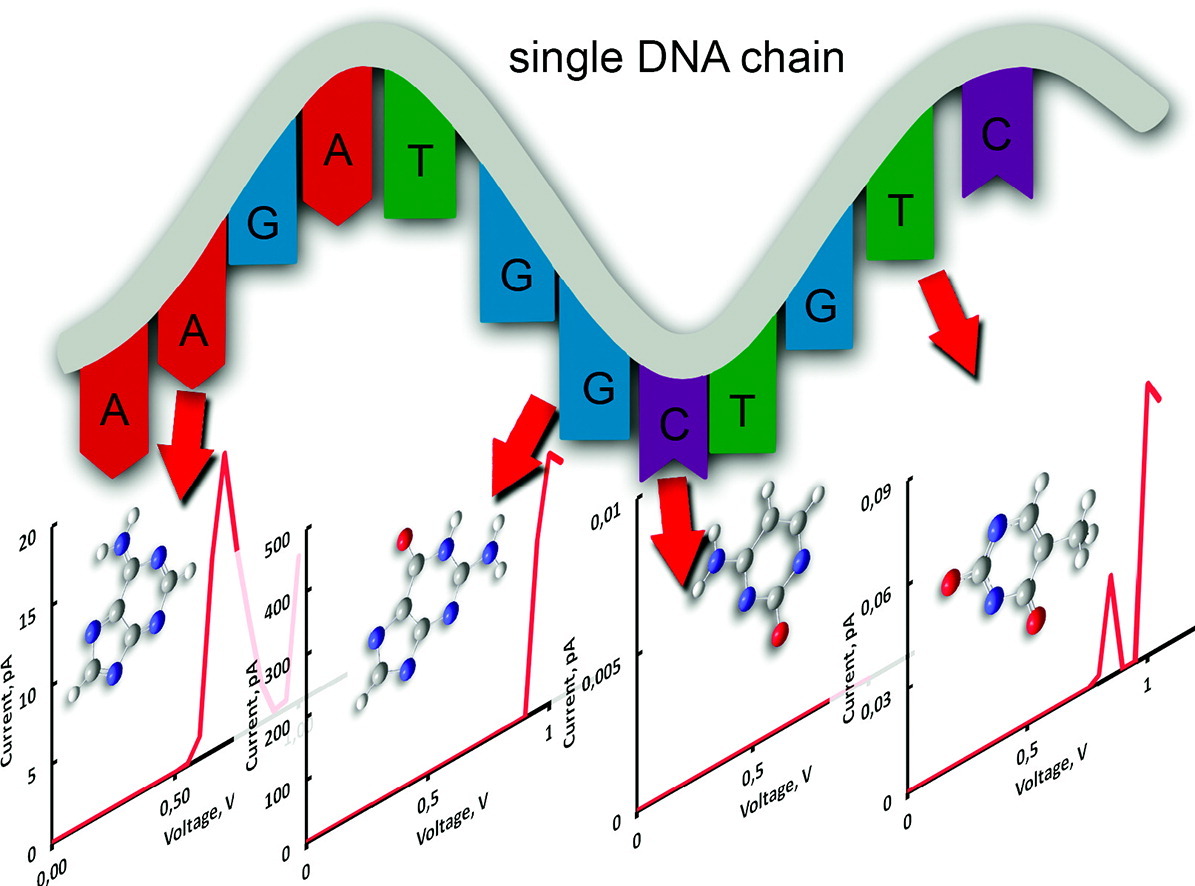 single DNA chain
A
A
G
A
T
G
G
C
T
G
T
C
20
15
10
5
0
Current, pA
0,00
0,50
1,00
Voltage, V
500
400
300
200
100
0
Current, pA
0
0,5
1
Voltage, V
0,01
0,005
0
Current, pA
0
0,5
Voltage, V
0,09
0,06
0,03
0
Current, pA
0
0,5
1
Voltage, V